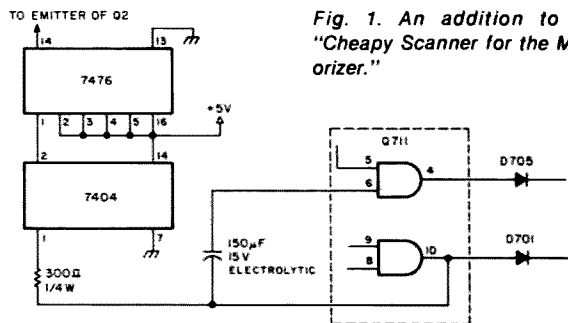 TO EMITTER OF Q2
Fig. 1. An addition to
"Cheapy Scanner for the M
orizer."
14
13
7476
1
2
3
4
5
16
+5V
2
14
7404
1
7
300Ω
1/4 W
150µF
15V
ELECTROLYTIC
Q711
5
6
4
D705
9
8
10
D701